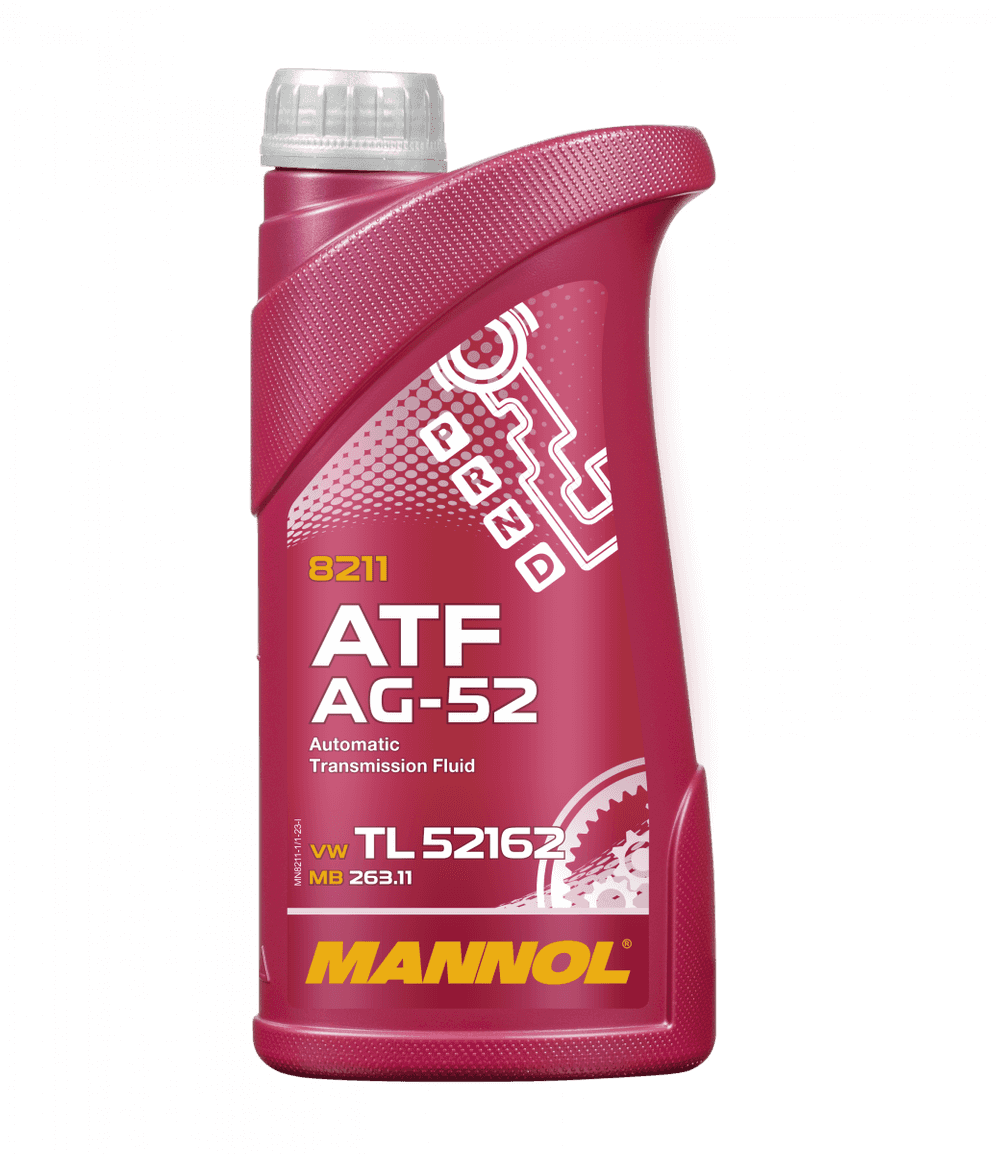 P
R
N
D
8211
ATF
AG-52
Automatic
Transmission Fluid
VW TL 52162
MB 263.11
MN8211-1/1-23-I
MANNOL®